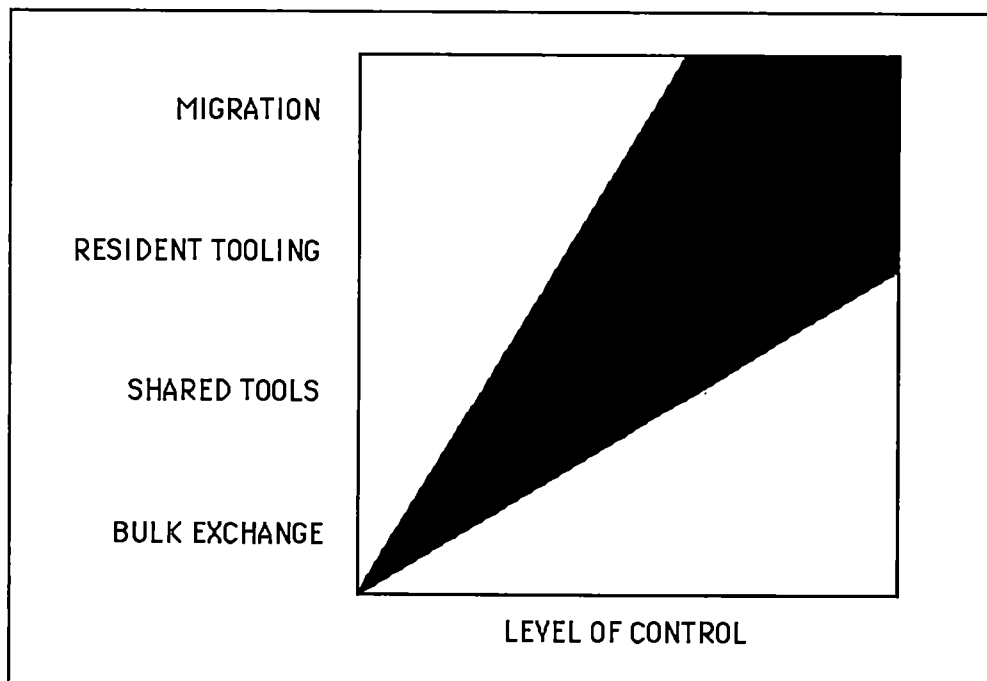 MIGRATION
RESIDENT TOOLING
SHARED TOOLS
BULK EXCHANGE
LEVEL OF CONTROL